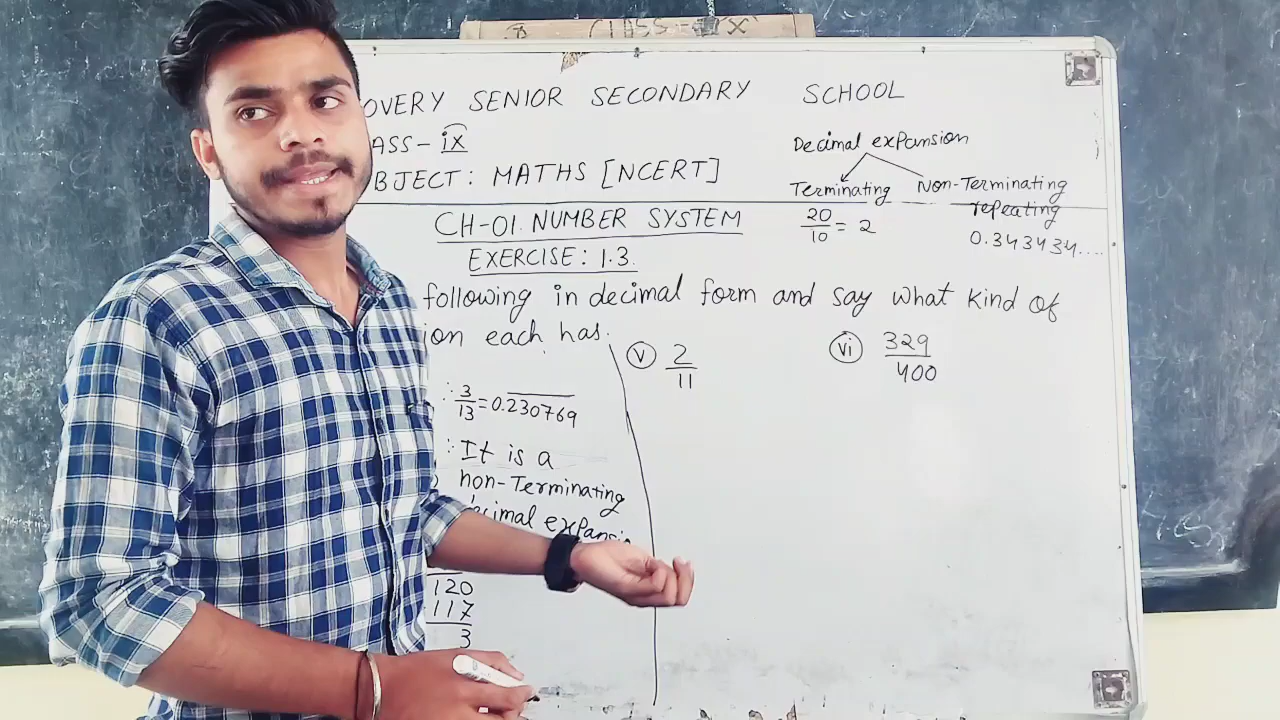 CLASS - IX
OVERY SENIOR SECONDARY SCHOOL
ASS - ix
BJECT: MATHS [NCERT]
Decimal expansion
Terminating
Non-Terminating
repeating
20/10 = 2
0.343434....
CH-01. NUMBER SYSTEM
EXERCISE: 1.3.
following in decimal form and say what kind of
ion each has.
∵ 3/13 = 0.230769
∵ It is a
non-Terminating
decimal expansio
120
117
3
v 2/11
vi 329/400